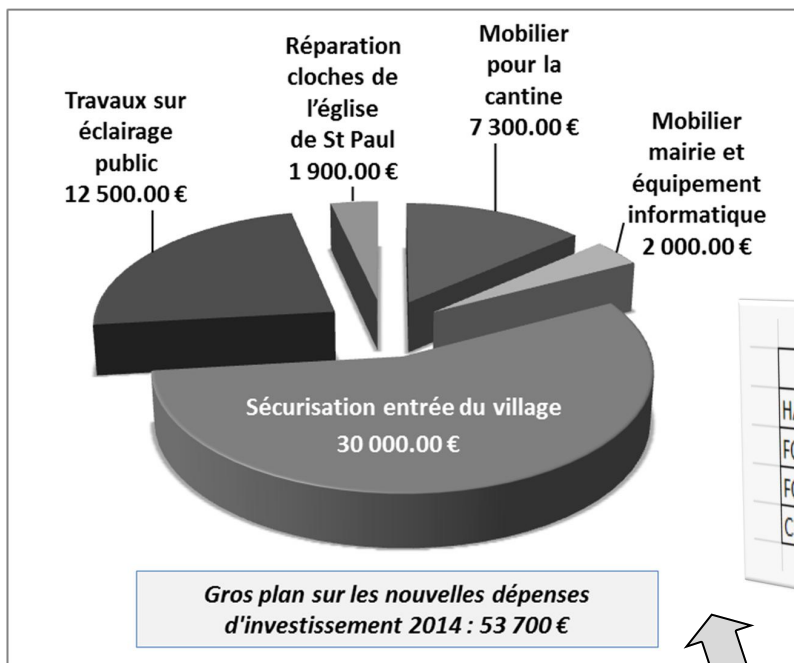 Réparation
cloches de
l'église
de St Paul
1 900.00 €
Mobilier
pour la
cantine
7 300.00 €
Travaux sur
éclairage
public
12 500.00 €
Mobilier
mairie et
équipement
informatique
2 000.00 €
Sécurisation entrée du village
30 000.00 €
Gros plan sur les nouvelles dépenses
d'investissement 2014 : 53 700 €